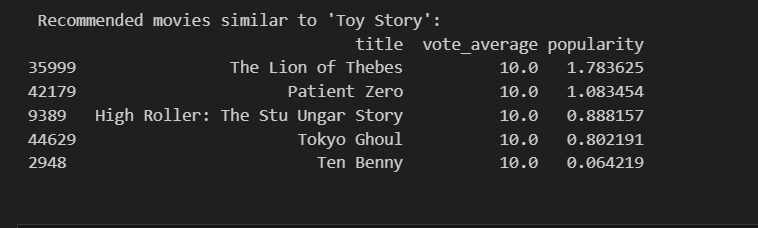 Recommended movies similar to 'Toy Story':
title vote_average popularity
35999 The Lion of Thebes 10.0 1.783625
42179 Patient Zero 10.0 1.083454
9389 High Roller: The Stu Ungar Story 10.0 0.888157
44629 Tokyo Ghoul 10.0 0.802191
2948 Ten Benny 10.0 0.064219